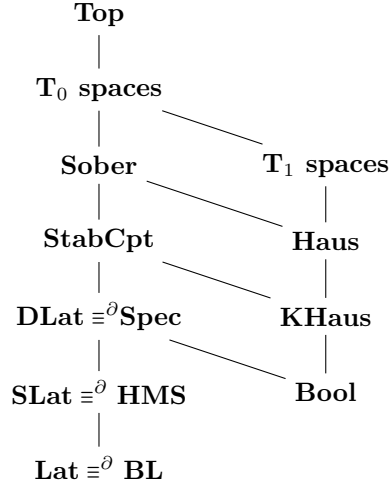 Top
T₀ spaces
Sober
T₁ spaces
StabCpt
Haus
DLat ≡∂Spec
KHaus
SLat ≡∂ HMS
Bool
Lat ≡∂ BL